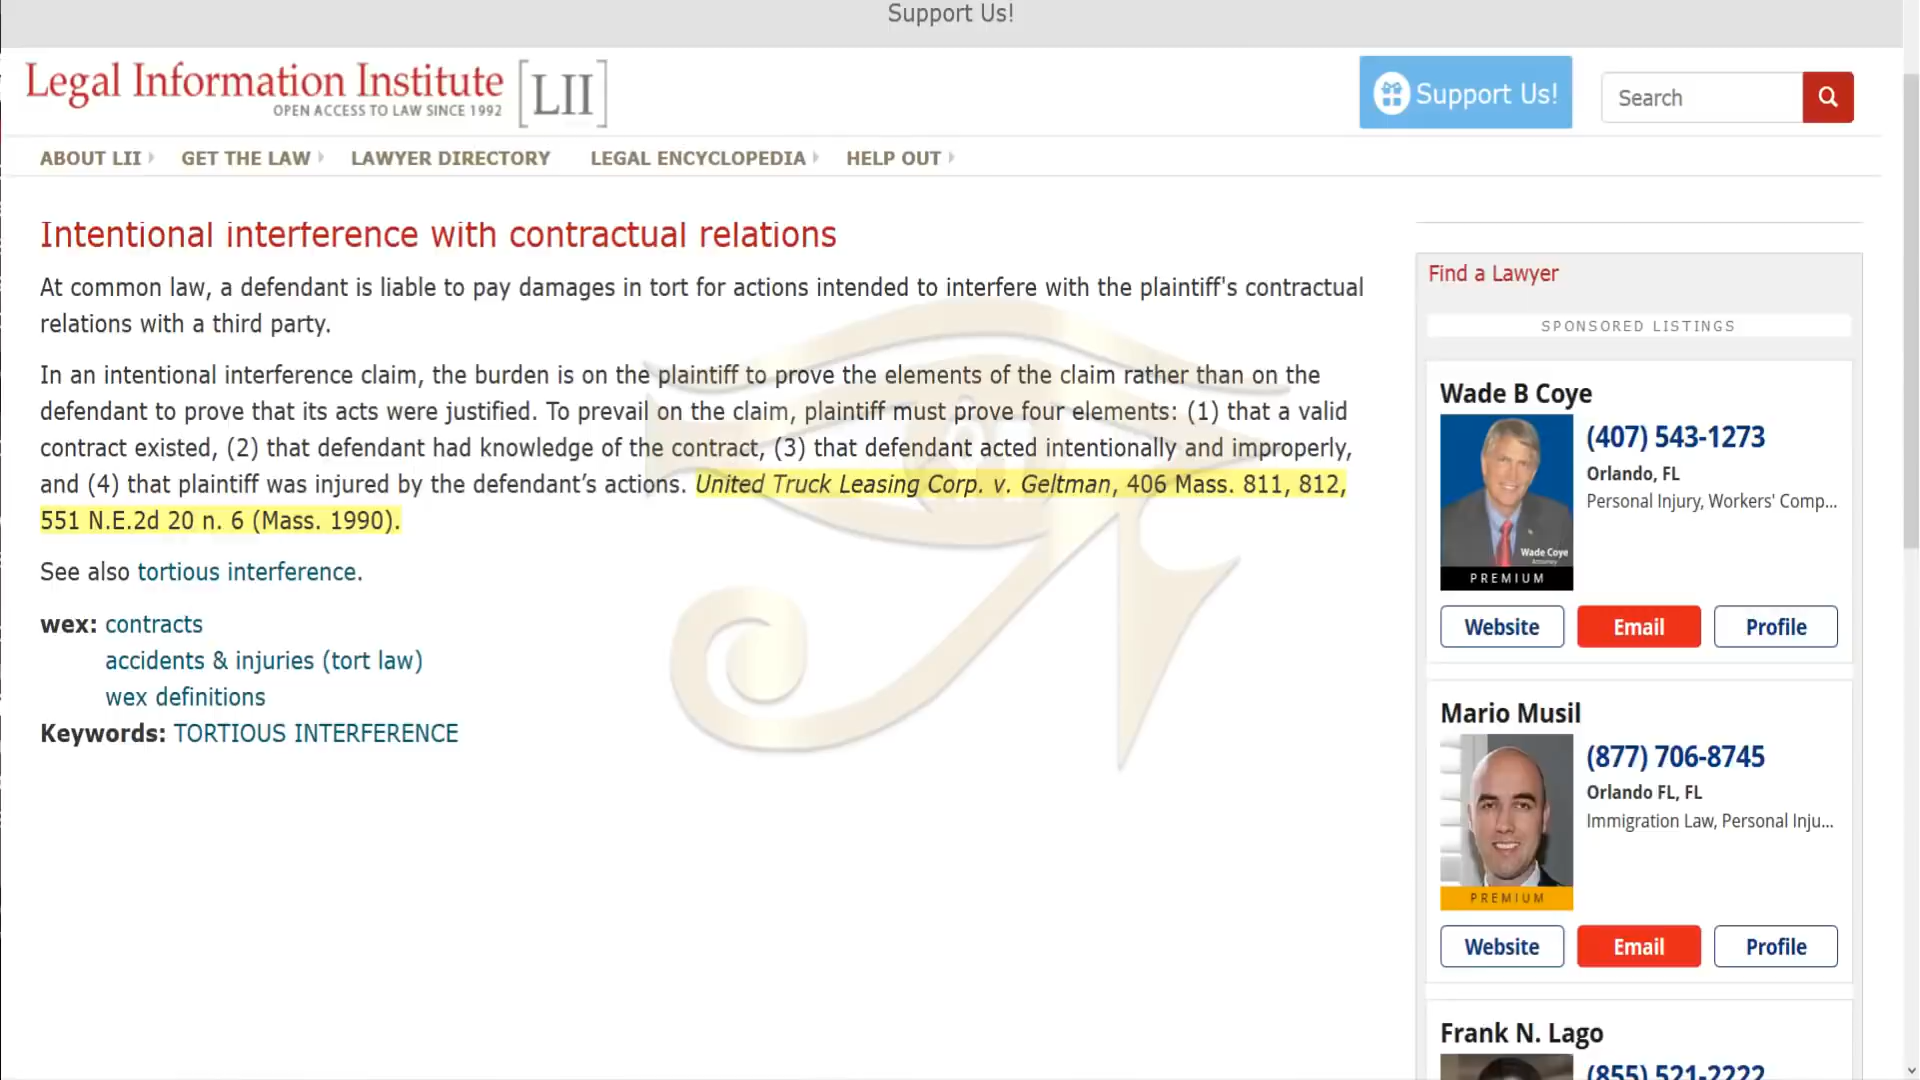 Support Us!
Legal Information Institute [LII]
OPEN ACCESS TO LAW SINCE 1992
Support Us!
Search
ABOUT LII GET THE LAW LAWYER DIRECTORY LEGAL ENCYCLOPEDIA HELP OUT
Intentional interference with contractual relations
At common law, a defendant is liable to pay damages in tort for actions intended to interfere with the plaintiff's contractual
relations with a third party.
In an intentional interference claim, the burden is on the plaintiff to prove the elements of the claim rather than on the
defendant to prove that its acts were justified. To prevail on the claim, plaintiff must prove four elements: (1) that a valid
contract existed, (2) that defendant had knowledge of the contract, (3) that defendant acted intentionally and improperly,
and (4) that plaintiff was injured by the defendant’s actions. United Truck Leasing Corp. v. Geltman, 406 Mass. 811, 812,
551 N.E.2d 20 n. 6 (Mass. 1990).
See also tortious interference.
wex: contracts
accidents & injuries (tort law)
wex definitions
Keywords: TORTIOUS INTERFERENCE
Find a Lawyer
SPONSORED LISTINGS
Wade B Coye
(407) 543-1273
Orlando, FL
Personal Injury, Workers' Comp...
Wade Coye
Attorney
PREMIUM
Website Email Profile
Mario Musil
(877) 706-8745
Orlando FL, FL
Immigration Law, Personal Inju...
PREMIUM
Website Email Profile
Frank N. Lago
(855) 521-2222